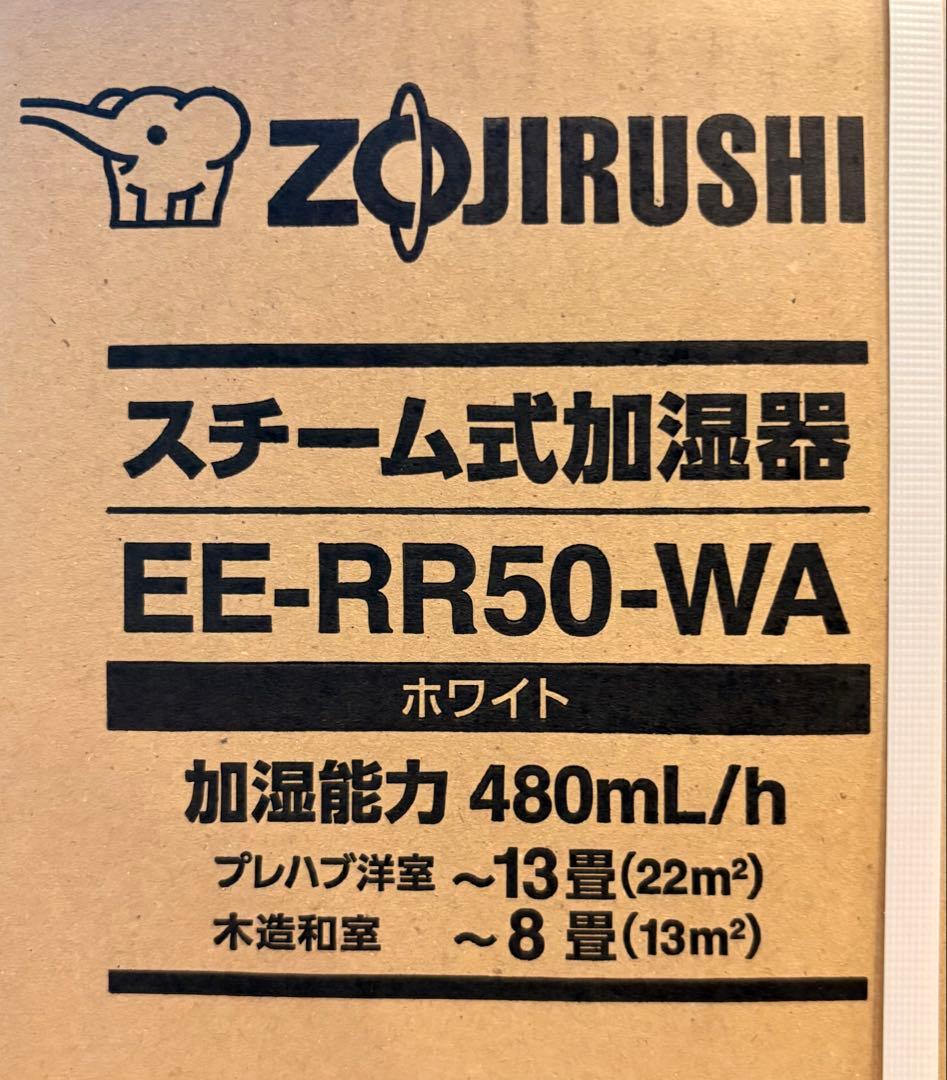 ZOJIRUSHI
スチーム式加湿器
EE-RR50-WA
ホワイト
加湿能力 480mL/h
プレハブ洋室 ～13畳(22m²)
木造和室 ～8畳(13m²)